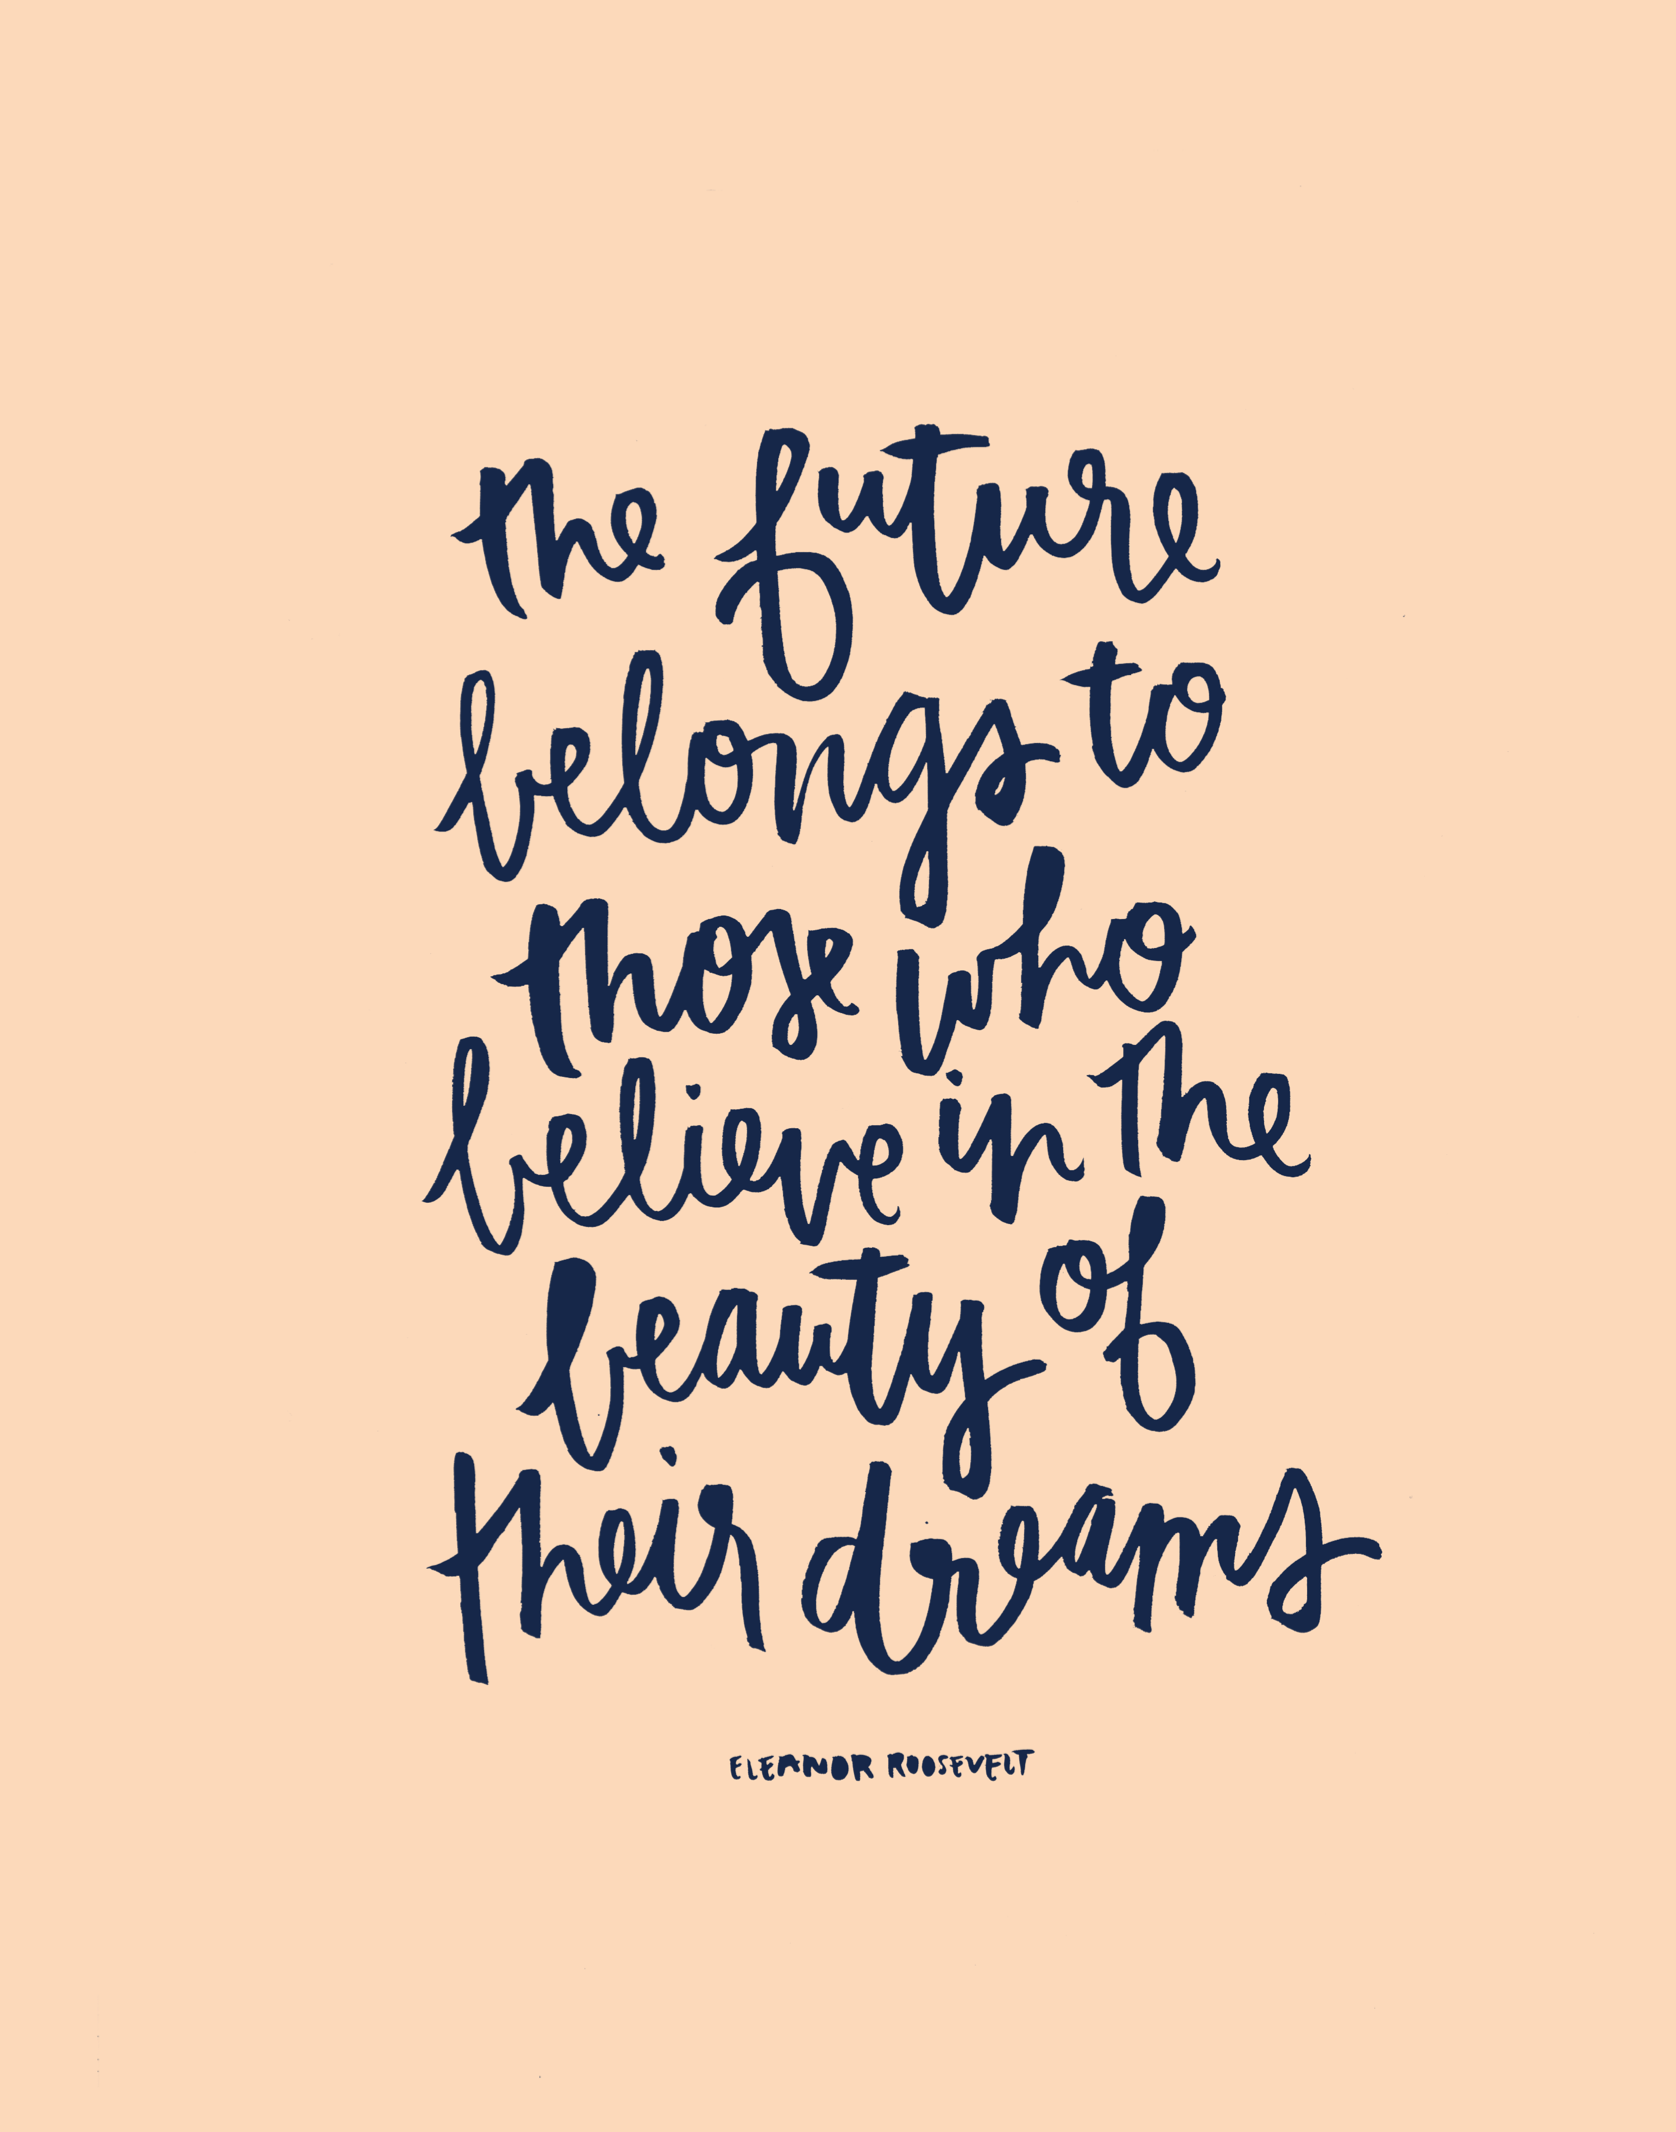 the future
belongs to
those who
believe in the
beauty of
their dreams
ELEANOR ROOSEVELT